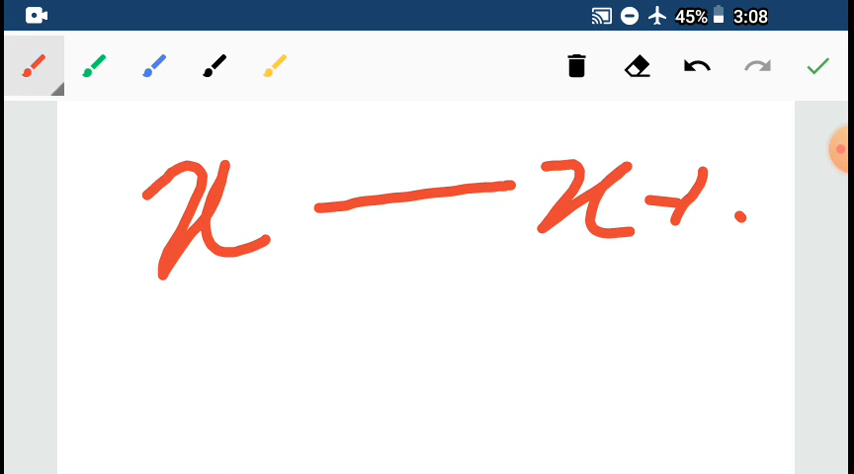 45% 3:08
x — x